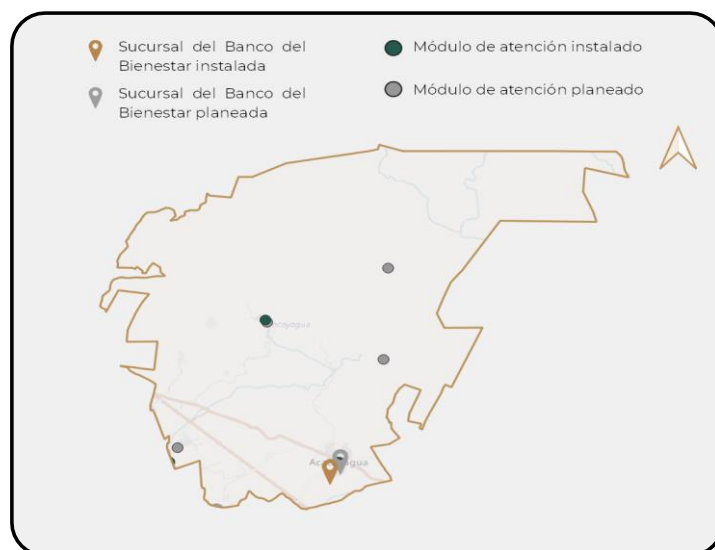 Sucursal del Banco del
Bienestar instalada
Sucursal del Banco del
Bienestar planeada
Módulo de atención instalado
Módulo de atención planeado